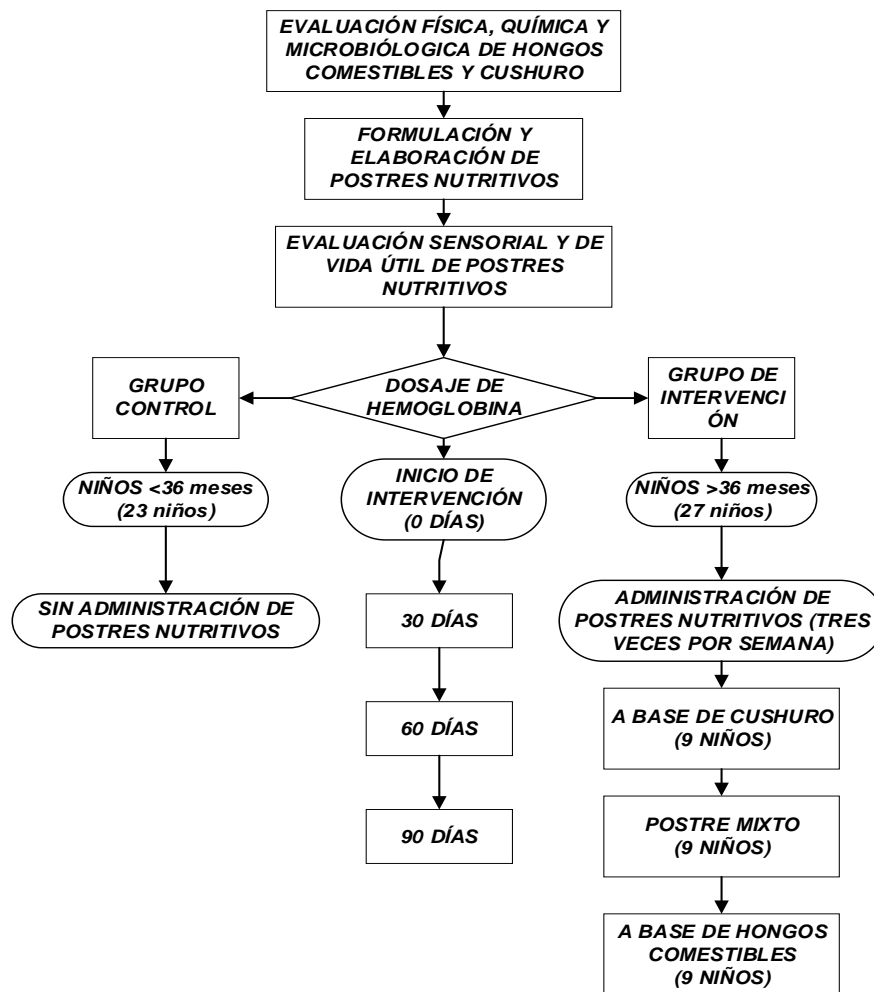 EVALUACIÓN FÍSICA, QUÍMICA Y
MICROBIÓLOGICA DE HONGOS
COMESTIBLES Y CUSHURO
FORMULACIÓN Y
ELABORACIÓN DE
POSTRES NUTRITIVOS
EVALUACIÓN SENSORIAL Y DE
VIDA ÚTIL DE POSTRES
NUTRITIVOS
DOSAJE DE
HEMOGLOBINA
GRUPO
CONTROL
NIÑOS <36 meses
(23 niños)
SIN ADMINISTRACIÓN DE
POSTRES NUTRITIVOS
INICIO DE
INTERVENCIÓN
(0 DÍAS)
30 DÍAS
60 DÍAS
90 DÍAS
GRUPO DE
INTERVENCI
ÓN
NIÑOS >36 meses
(27 niños)
ADMINISTRACIÓN DE
POSTRES NUTRITIVOS (TRES
VECES POR SEMANA)
A BASE DE CUSHURO
(9 NIÑOS)
POSTRE MIXTO
(9 NIÑOS)
A BASE DE HONGOS
COMESTIBLES
(9 NIÑOS)